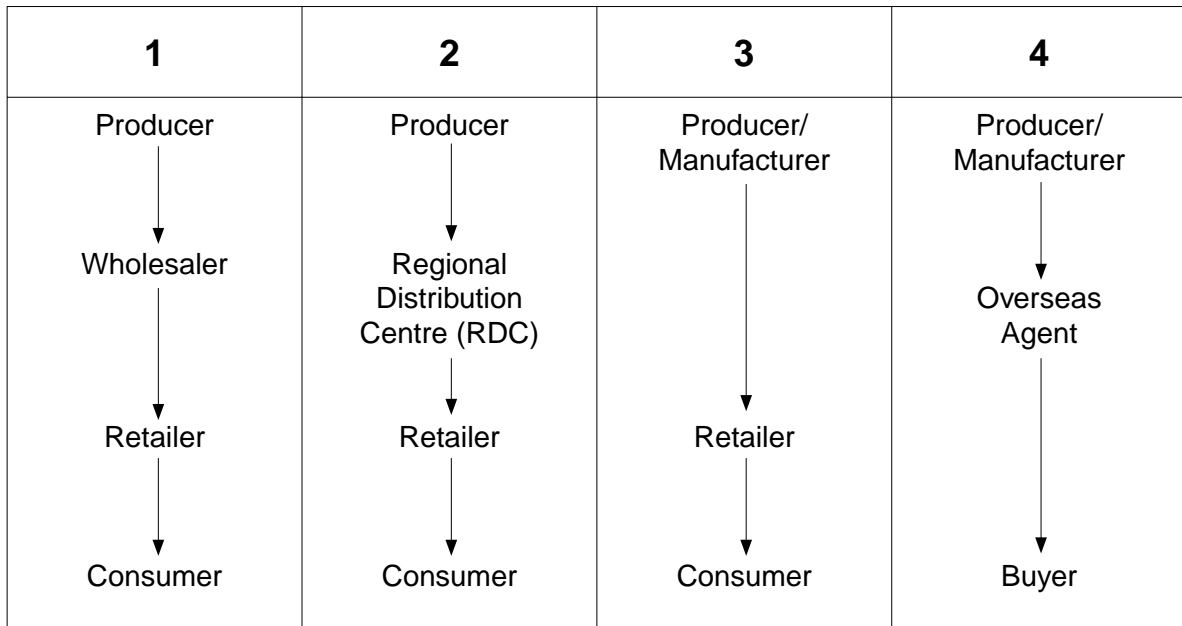 1
2
3
4
Producer
Wholesaler
Retailer
Consumer
Producer
Regional
Distribution
Centre (RDC)
Retailer
Consumer
Producer/
Manufacturer
Retailer
Consumer
Producer/
Manufacturer
Overseas
Agent
Buyer